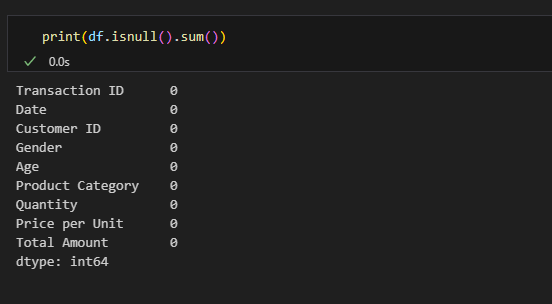 print(df.isnull().sum())
0.0s
Transaction ID 0
Date 0
Customer ID 0
Gender 0
Age 0
Product Category 0
Quantity 0
Price per Unit 0
Total Amount 0
dtype: int64